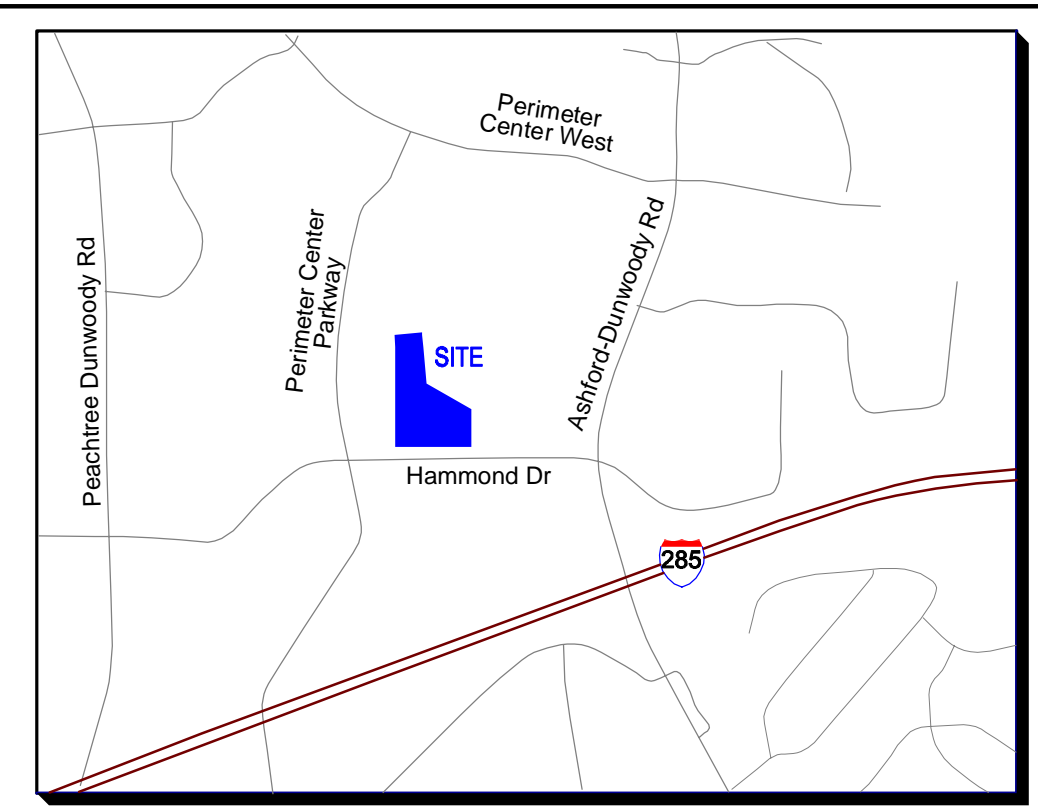 Perimeter
Center West
Peachtree Dunwoody Rd
Perimeter Center
Parkway
Ashford-Dunwoody Rd
SITE
Hammond Dr
285